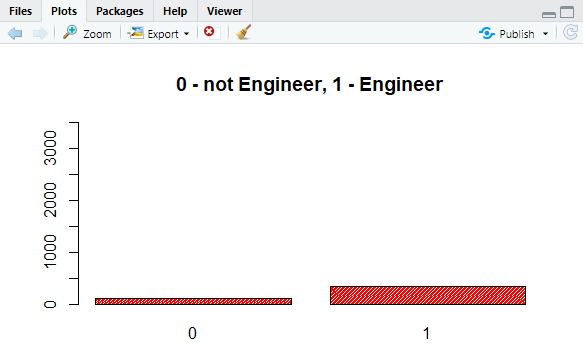 Files Plots Packages Help Viewer
Zoom Export Publish
0 - not Engineer, 1 - Engineer
3000
2000
1000
0
0 1